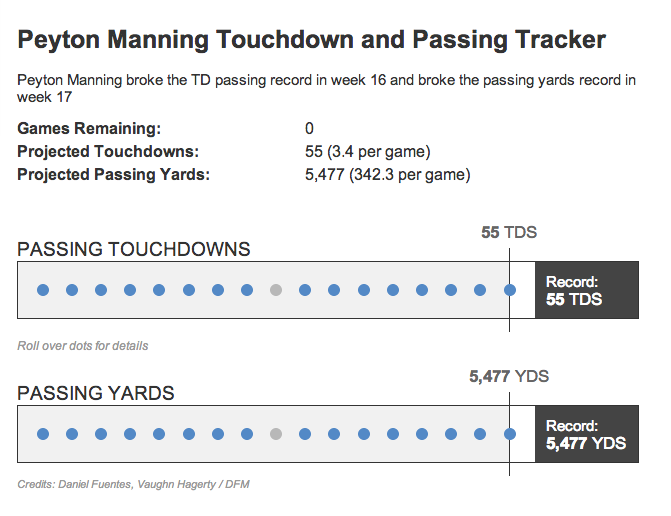 Peyton Manning Touchdown and Passing Tracker
Peyton Manning broke the TD passing record in week 16 and broke the passing yards record in
week 17
Games Remaining: 0
Projected Touchdowns: 55 (3.4 per game)
Projected Passing Yards: 5,477 (342.3 per game)
55 TDS
PASSING TOUCHDOWNS
Record:
55 TDS
Roll over dots for details
5,477 YDS
PASSING YARDS
Record:
5,477 YDS
Credits: Daniel Fuentes, Vaughn Hagerty / DFM